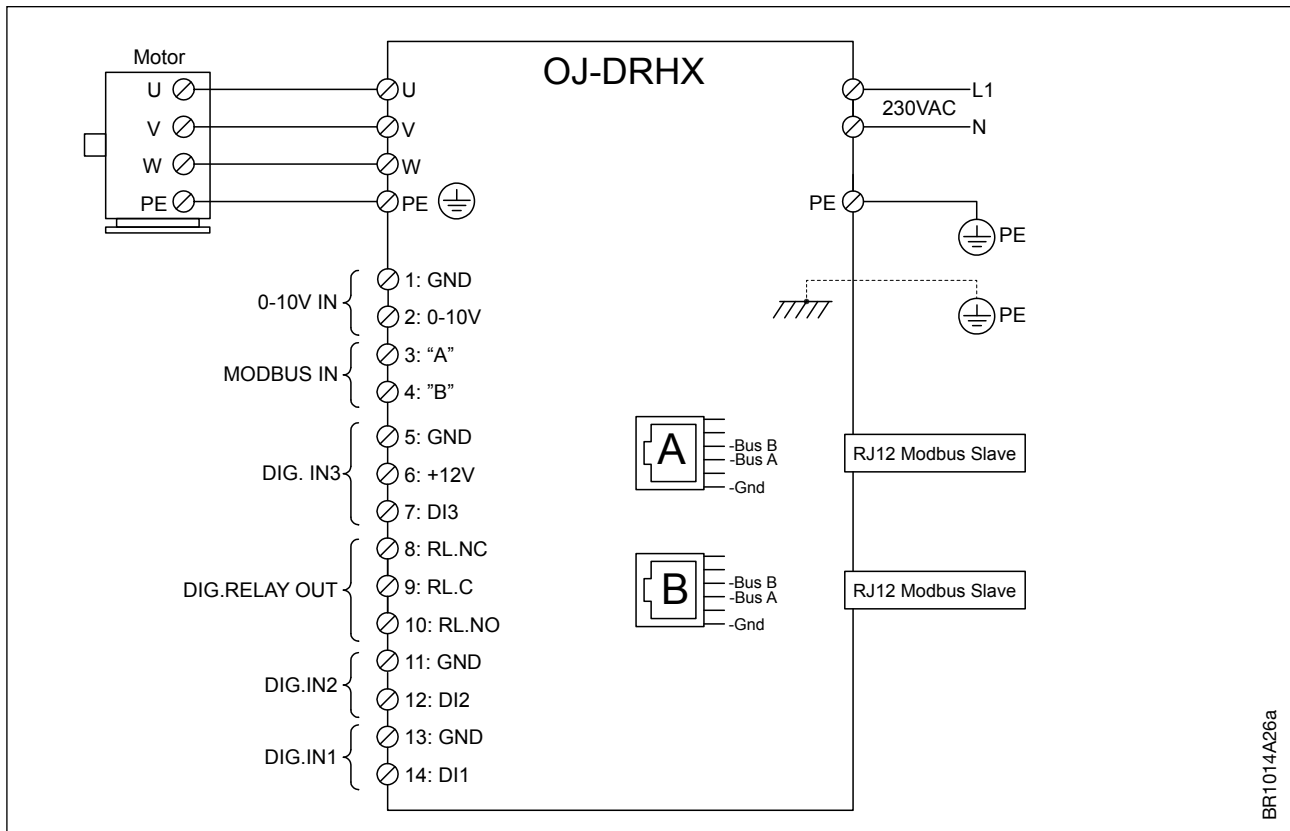 OJ-DRHX
Motor
U
V
W
PE
U
V
W
PE
L1
230VAC
N
PE
PE
PE
0-10V IN
1: GND
2: 0-10V
MODBUS IN
3: “A”
4: ”B”
DIG. IN3
5: GND
6: +12V
7: DI3
DIG.RELAY OUT
8: RL.NC
9: RL.C
10: RL.NO
DIG.IN2
11: GND
12: DI2
DIG.IN1
13: GND
14: DI1
A
-Bus B
-Bus A
-Gnd
RJ12 Modbus Slave
B
-Bus B
-Bus A
-Gnd
RJ12 Modbus Slave
BR1014A26a